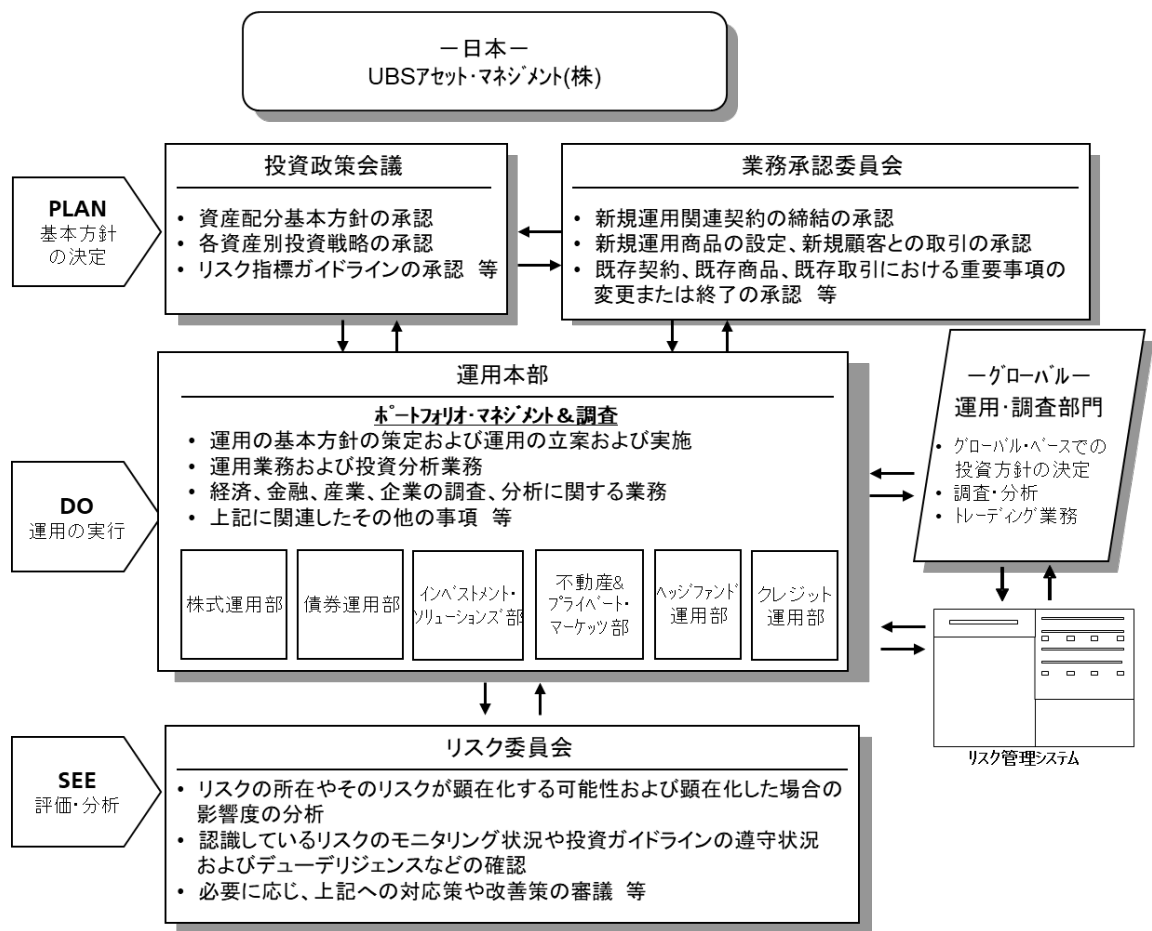 －日本－
UBSアセット・マネジメント(株)
PLAN
基本方針
の決定
投資政策会議
• 資産配分基本方針の承認
• 各資産別投資戦略の承認
• リスク指標ガイドラインの承認 等
業務承認委員会
• 新規運用関連契約の締結の承認
• 新規運用商品の設定、新規顧客との取引の承認
• 既存契約、既存商品、既存取引における重要事項の
変更または終了の承認 等
DO
運用の実行
運用本部
ポートフォリオ・マネジメント＆調査
• 運用の基本方針の策定および運用の立案および実施
• 運用業務および投資分析業務
• 経済、金融、産業、企業の調査、分析に関する業務
• 上記に関連したその他の事項 等
株式運用部
債券運用部
インベストメント・
ソリューションズ部
不動産&
プライベート・
マーケッツ部
ヘッジファンド
運用部
クレジット
運用部
－グローバル－
運用・調査部門
• グローバル・ベースでの
投資方針の決定
• 調査・分析
• トレーディング業務
リスク管理システム
SEE
評価・分析
リスク委員会
• リスクの所在やそのリスクが顕在化する可能性および顕在化した場合の
影響度の分析
• 認識しているリスクのモニタリング状況や投資ガイドラインの遵守状況
およびデューデリジェンスなどの確認
• 必要に応じ、上記への対応策や改善策の審議 等